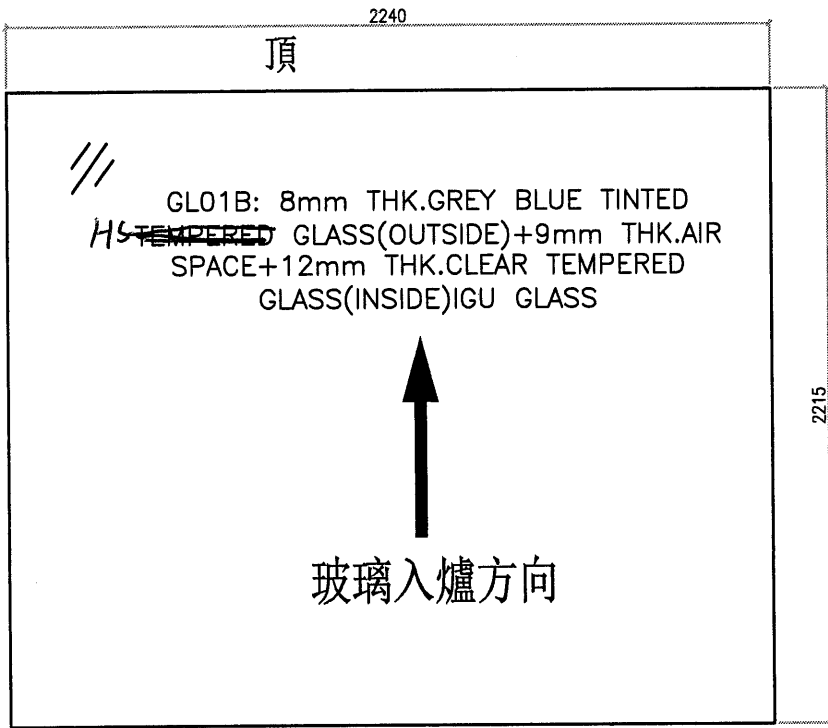 2240
頂
GL01B: 8mm THK.GREY BLUE TINTED
HS TEMPERED GLASS(OUTSIDE)+9mm THK.AIR
SPACE+12mm THK.CLEAR TEMPERED
GLASS(INSIDE)IGU GLASS
2215
玻璃入爐方向